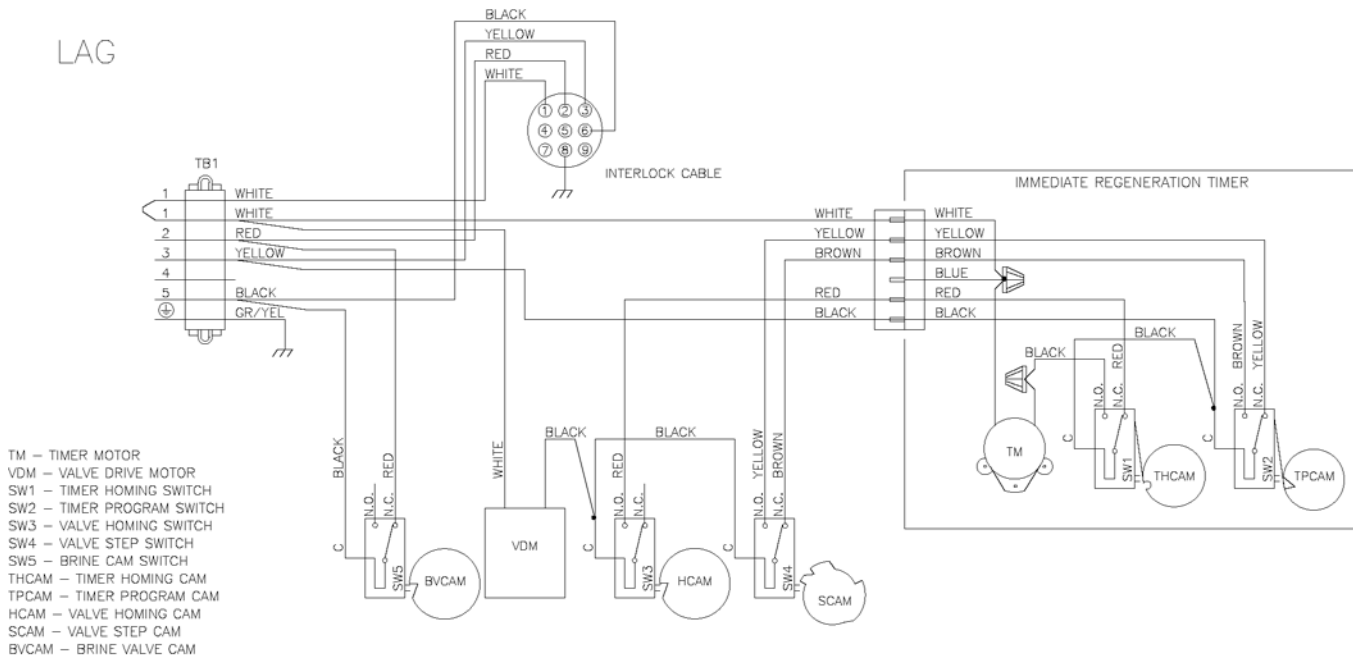 LAG
BLACK
YELLOW
RED
WHITE
1 2 3
4 5 6
7 8 9
INTERLOCK CABLE
TB1
1 WHITE
1 WHITE
2 RED
3 YELLOW
4
5 BLACK
GR/YEL
IMMEDIATE REGENERATION TIMER
WHITE WHITE
YELLOW YELLOW
BROWN BROWN
BLUE
RED RED
BLACK BLACK
BLACK
C
N.O.
N.C.
RED
SW5
BVCAM
WHITE
VDM
BLACK
C
N.O.
N.C.
RED
SW3
HCAM
BLACK
C
YELLOW
N.O.
BROWN
N.C.
SW4
SCAM
TM
BLACK
N.O.
N.C.
RED
C
SW1
THCAM
BLACK
C
BROWN
N.O.
YELLOW
N.C.
SW2
TPCAM
TM – TIMER MOTOR
VDM – VALVE DRIVE MOTOR
SW1 – TIMER HOMING SWITCH
SW2 – TIMER PROGRAM SWITCH
SW3 – VALVE HOMING SWITCH
SW4 – VALVE STEP SWITCH
SW5 – BRINE CAM SWITCH
THCAM – TIMER HOMING CAM
TPCAM – TIMER PROGRAM CAM
HCAM – VALVE HOMING CAM
SCAM – VALVE STEP CAM
BVCAM – BRINE VALVE CAM